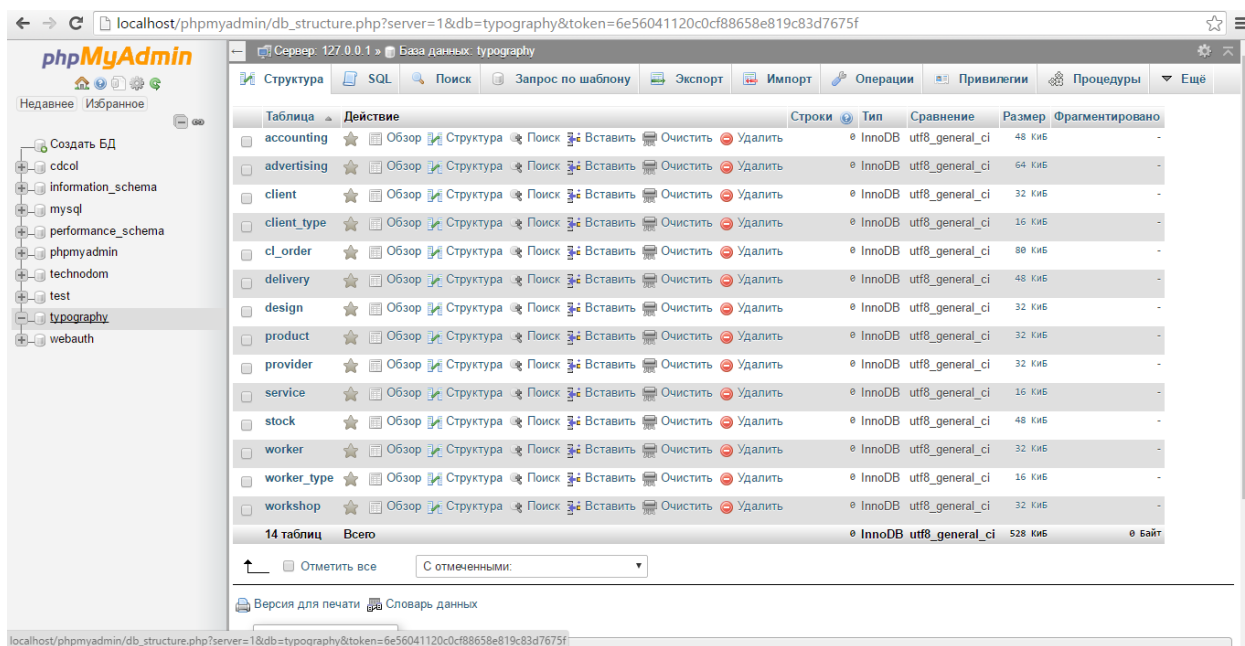 localhost/phpmyadmin/db_structure.php?server=1&db=typography&token=6e56041120c0cf88658e819c83d7675f
phpMyAdmin
Недавнее Избранное
Создать БД
cdcol
information_schema
mysql
performance_schema
phpmyadmin
technodom
test
typography
webauth
Сервер: 127.0.0.1 » База данных: typography
Структура SQL Поиск Запрос по шаблону Экспорт Импорт Операции Привилегии Процедуры Ещё
Таблица Действие Строки Тип Сравнение Размер Фрагментировано
accounting Обзор Структура Поиск Вставить Очистить Удалить 0 InnoDB utf8_general_ci 48 КиБ -
advertising Обзор Структура Поиск Вставить Очистить Удалить 0 InnoDB utf8_general_ci 64 КиБ -
client Обзор Структура Поиск Вставить Очистить Удалить 0 InnoDB utf8_general_ci 32 КиБ -
client_type Обзор Структура Поиск Вставить Очистить Удалить 0 InnoDB utf8_general_ci 16 КиБ -
cl_order Обзор Структура Поиск Вставить Очистить Удалить 0 InnoDB utf8_general_ci 80 КиБ -
delivery Обзор Структура Поиск Вставить Очистить Удалить 0 InnoDB utf8_general_ci 48 КиБ -
design Обзор Структура Поиск Вставить Очистить Удалить 0 InnoDB utf8_general_ci 32 КиБ -
product Обзор Структура Поиск Вставить Очистить Удалить 0 InnoDB utf8_general_ci 32 КиБ -
provider Обзор Структура Поиск Вставить Очистить Удалить 0 InnoDB utf8_general_ci 32 КиБ -
service Обзор Структура Поиск Вставить Очистить Удалить 0 InnoDB utf8_general_ci 16 КиБ -
stock Обзор Структура Поиск Вставить Очистить Удалить 0 InnoDB utf8_general_ci 48 КиБ -
worker Обзор Структура Поиск Вставить Очистить Удалить 0 InnoDB utf8_general_ci 32 КиБ -
worker_type Обзор Структура Поиск Вставить Очистить Удалить 0 InnoDB utf8_general_ci 16 КиБ -
workshop Обзор Структура Поиск Вставить Очистить Удалить 0 InnoDB utf8_general_ci 32 КиБ -
14 таблиц Всего 0 InnoDB utf8_general_ci 528 КиБ 0 Байт
Отметить все С отмеченными:
Версия для печати Словарь данных
localhost/phpmyadmin/db_structure.php?server=1&db=typography&token=6e56041120c0cf88658e819c83d7675f